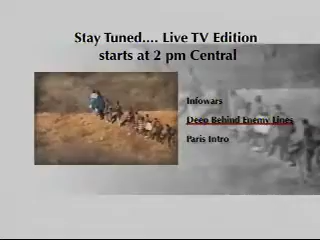 Stay Tuned.... Live TV Edition
starts at 2 pm Central
Infowars
Deep Behind Enemy Lines
Paris Intro